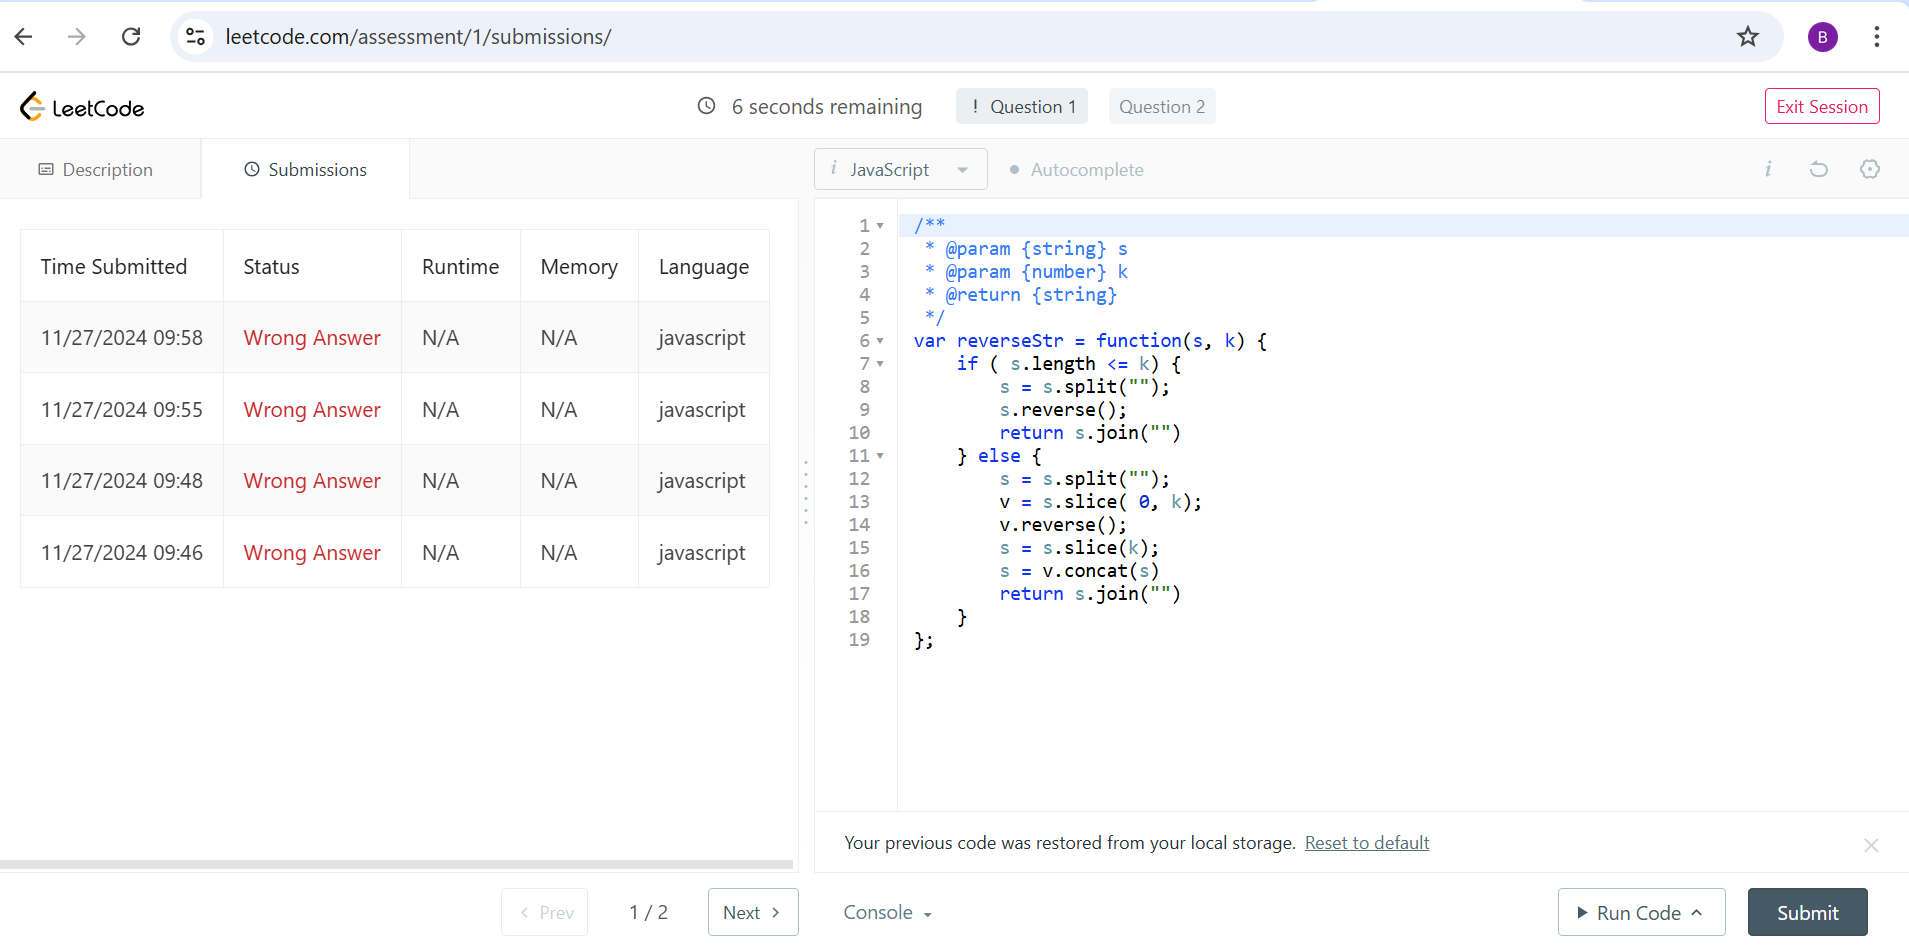 leetcode.com/assessment/1/submissions/
B
LeetCode
6 seconds remaining
! Question 1
Question 2
Exit Session
Description
Submissions
i JavaScript
Autocomplete
i
Time Submitted Status Runtime Memory Language
11/27/2024 09:58 Wrong Answer N/A N/A javascript
11/27/2024 09:55 Wrong Answer N/A N/A javascript
11/27/2024 09:48 Wrong Answer N/A N/A javascript
11/27/2024 09:46 Wrong Answer N/A N/A javascript
1 /**
2  * @param {string} s
3  * @param {number} k
4  * @return {string}
5  */
6 var reverseStr = function(s, k) {
7     if ( s.length <= k) {
8         s = s.split("");
9         s.reverse();
10         return s.join("")
11     } else {
12         s = s.split("");
13         v = s.slice( 0, k);
14         v.reverse();
15         s = s.slice(k);
16         s = v.concat(s)
17         return s.join("")
18     }
19 };
Your previous code was restored from your local storage. Reset to default
< Prev
1 / 2
Next >
Console
Run Code
Submit